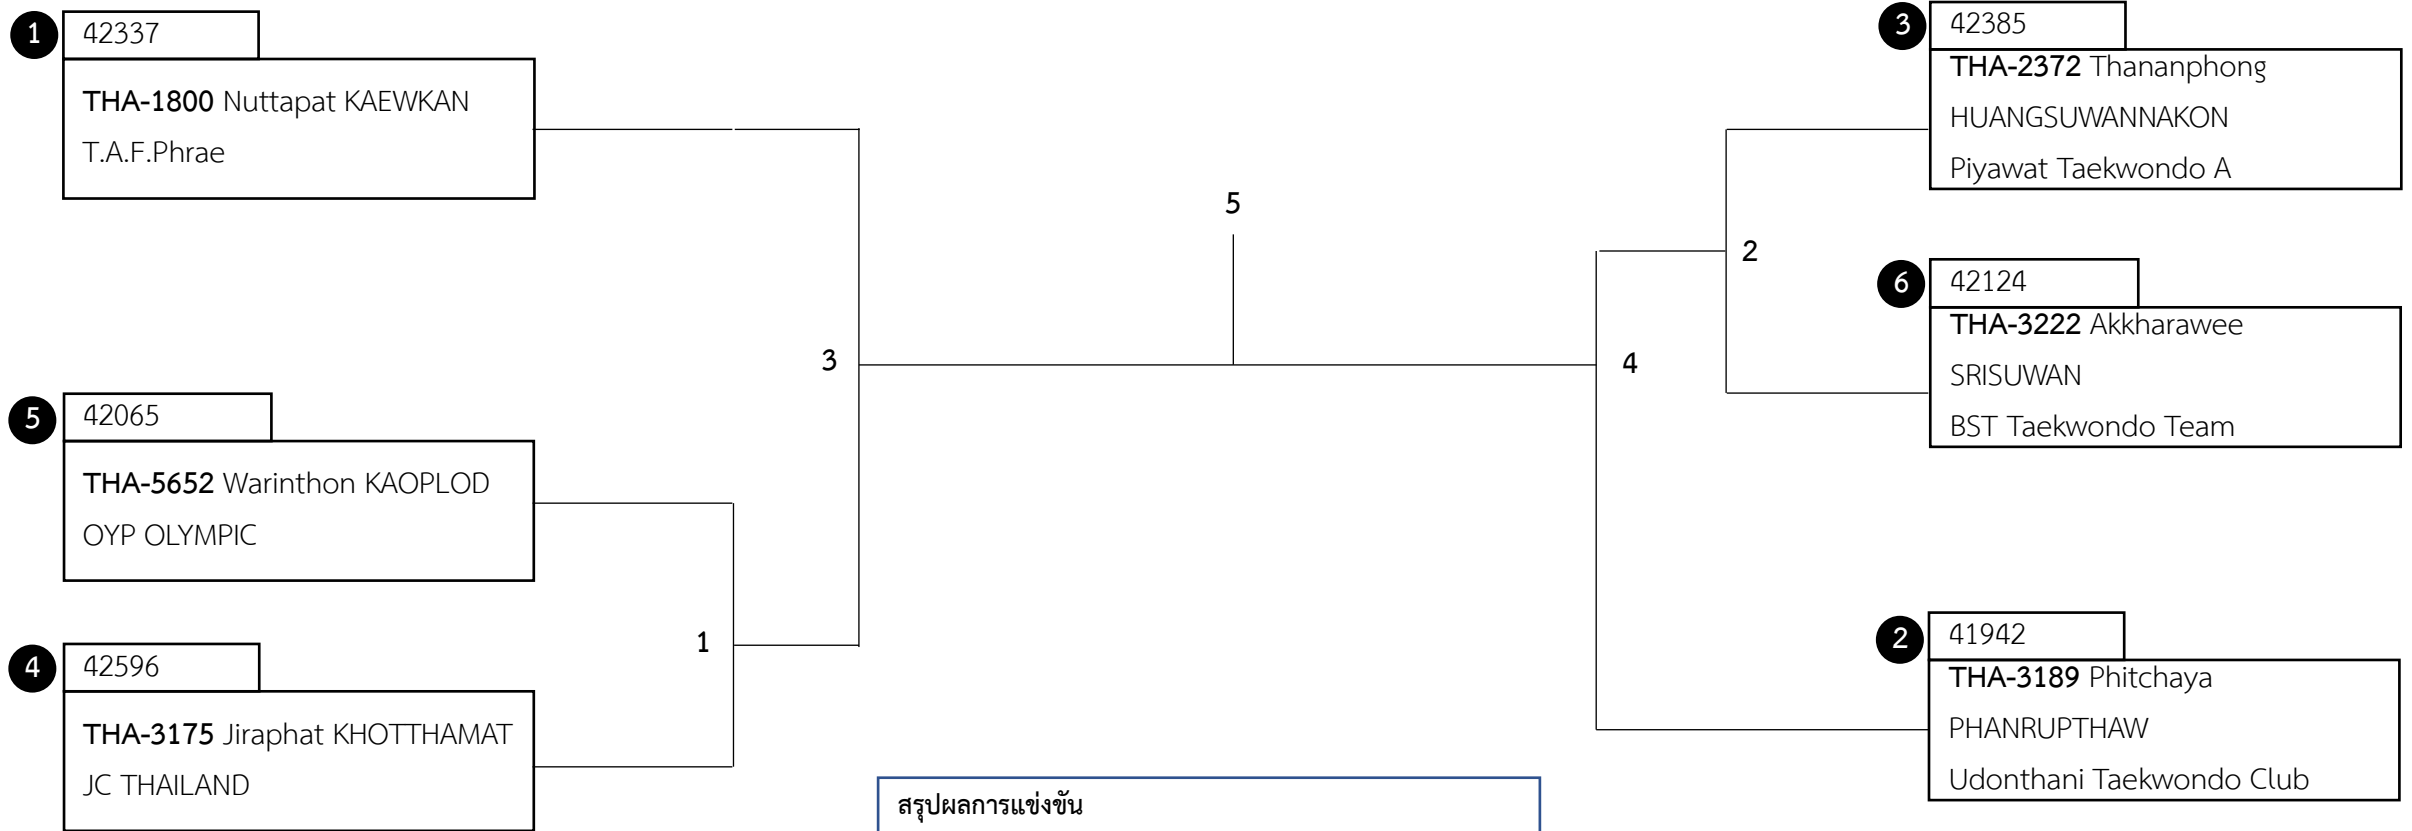 1
42337
THA-1800 Nuttapat KAEWKAN
T.A.F.Phrae
5
42065
THA-5652 Warinthon KAOPLOD
OYP OLYMPIC
4
42596
THA-3175 Jiraphat KHOTTHAMAT
JC THAILAND
1
3
5
4
2
3
42385
THA-2372 Thananphong
HUANGSUWANNAKON
Piyawat Taekwondo A
6
42124
THA-3222 Akkharawee
SRISUWAN
BST Taekwondo Team
2
41942
THA-3189 Phitchaya
PHANRUPTHAW
Udonthani Taekwondo Club
สรุปผลการแข่งขัน